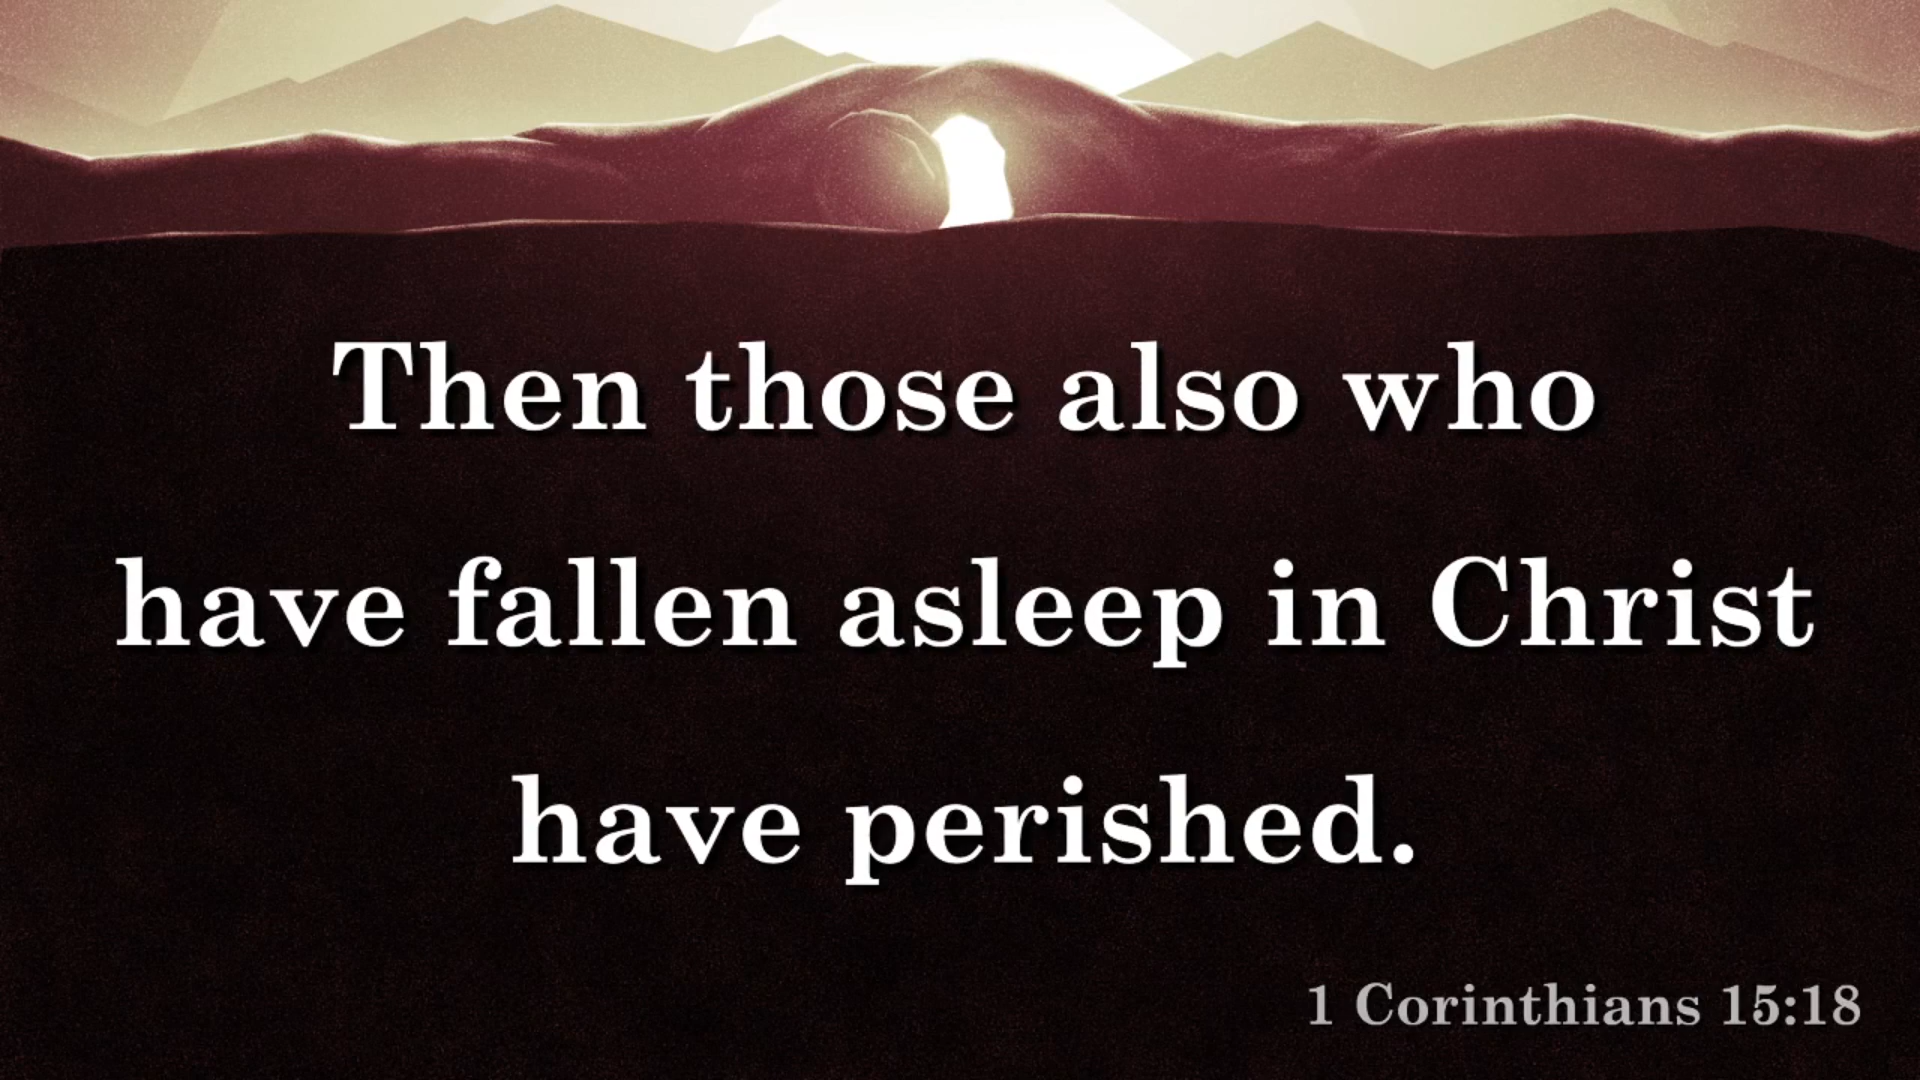 Then those also who
have fallen asleep in Christ
have perished.
1 Corinthians 15:18